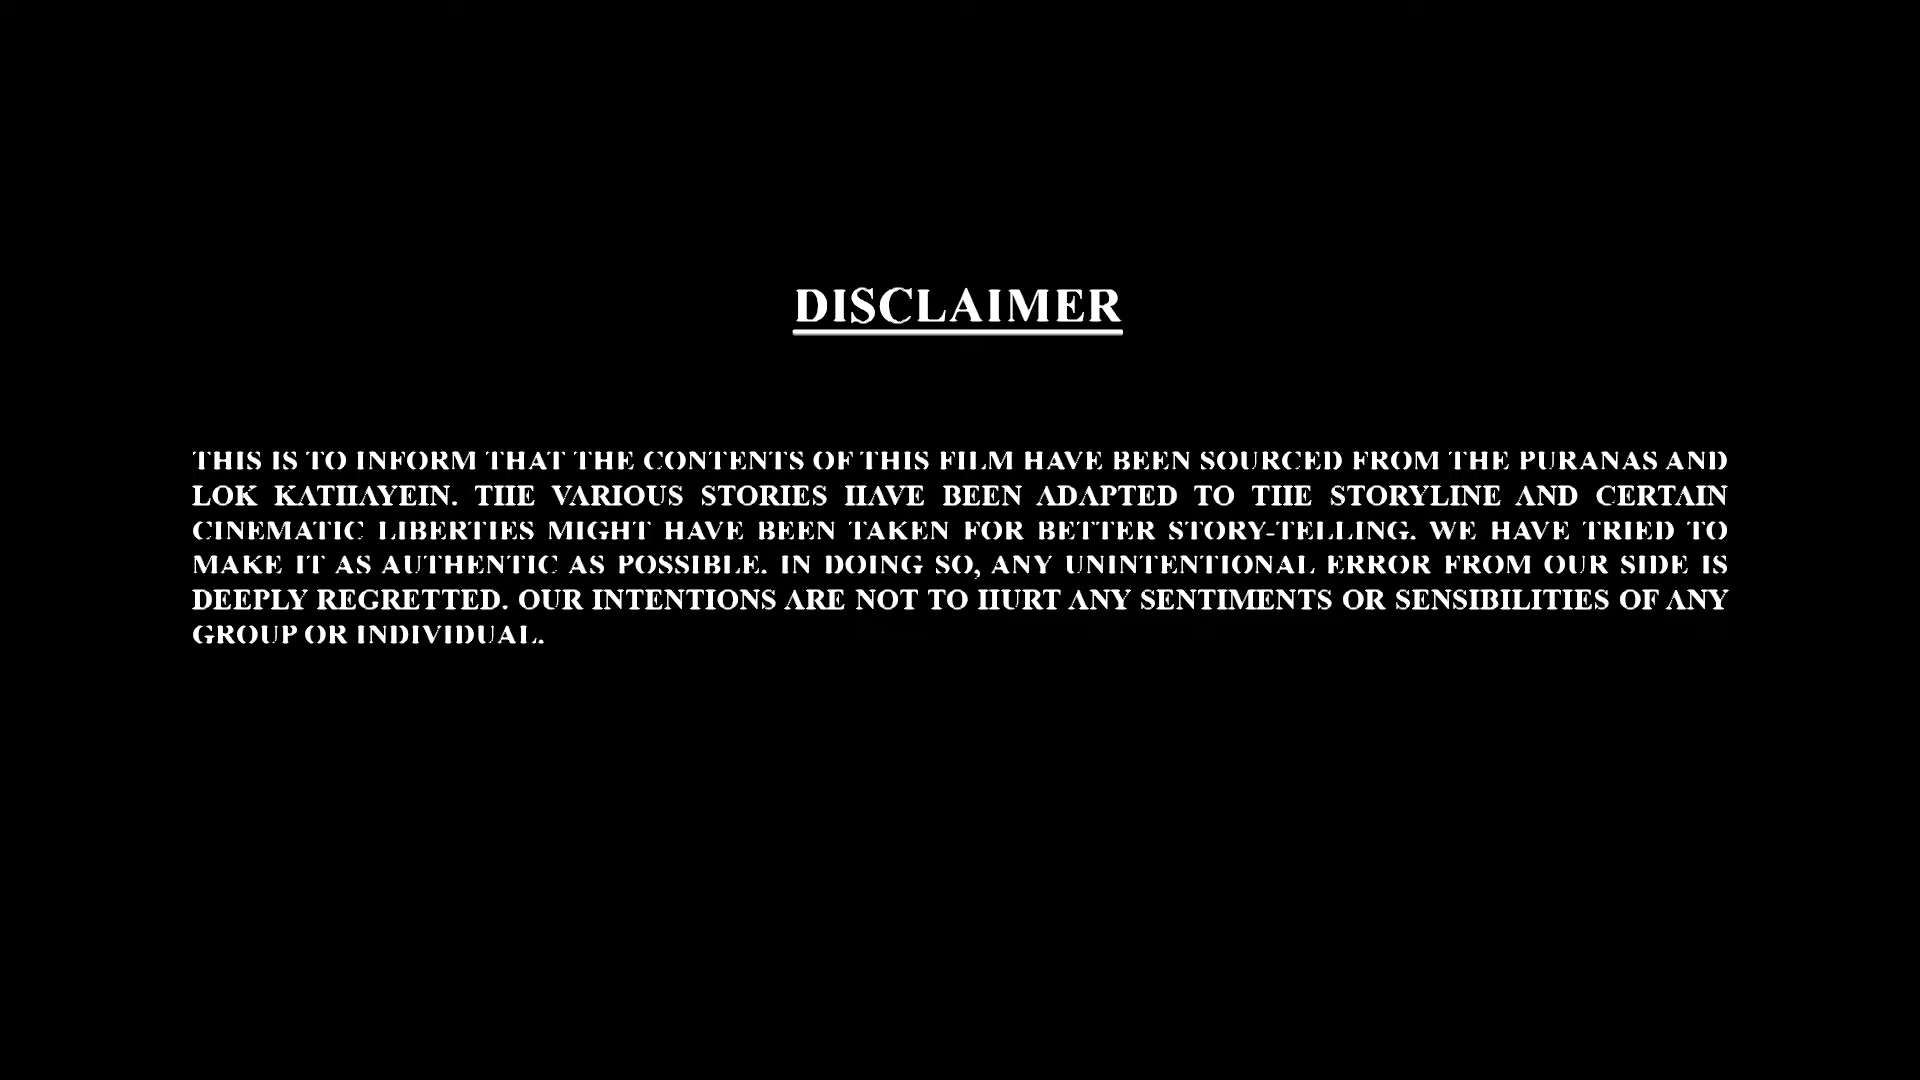 DISCLAIMER
THIS IS TO INFORM THAT THE CONTENTS OF THIS FILM HAVE BEEN SOURCED FROM THE PURANAS AND
LOK KATHAYEIN. THE VARIOUS STORIES HAVE BEEN ADAPTED TO THE STORYLINE AND CERTAIN
CINEMATIC LIBERTIES MIGHT HAVE BEEN TAKEN FOR BETTER STORY-TELLING. WE HAVE TRIED TO
MAKE IT AS AUTHENTIC AS POSSIBLE. IN DOING SO, ANY UNINTENTIONAL ERROR FROM OUR SIDE IS
DEEPLY REGRETTED. OUR INTENTIONS ARE NOT TO HURT ANY SENTIMENTS OR SENSIBILITIES OF ANY
GROUP OR INDIVIDUAL.